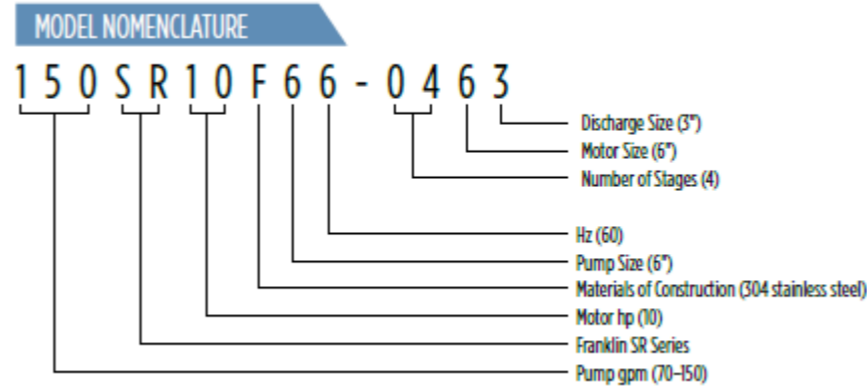 MODEL NOMENCLATURE
150SR10F66-0463
Discharge Size (3")
Motor Size (6")
Number of Stages (4)
Hz (60)
Pump Size (6")
Materials of Construction (304 stainless steel)
Motor hp (10)
Franklin SR Series
Pump gpm (70–150)